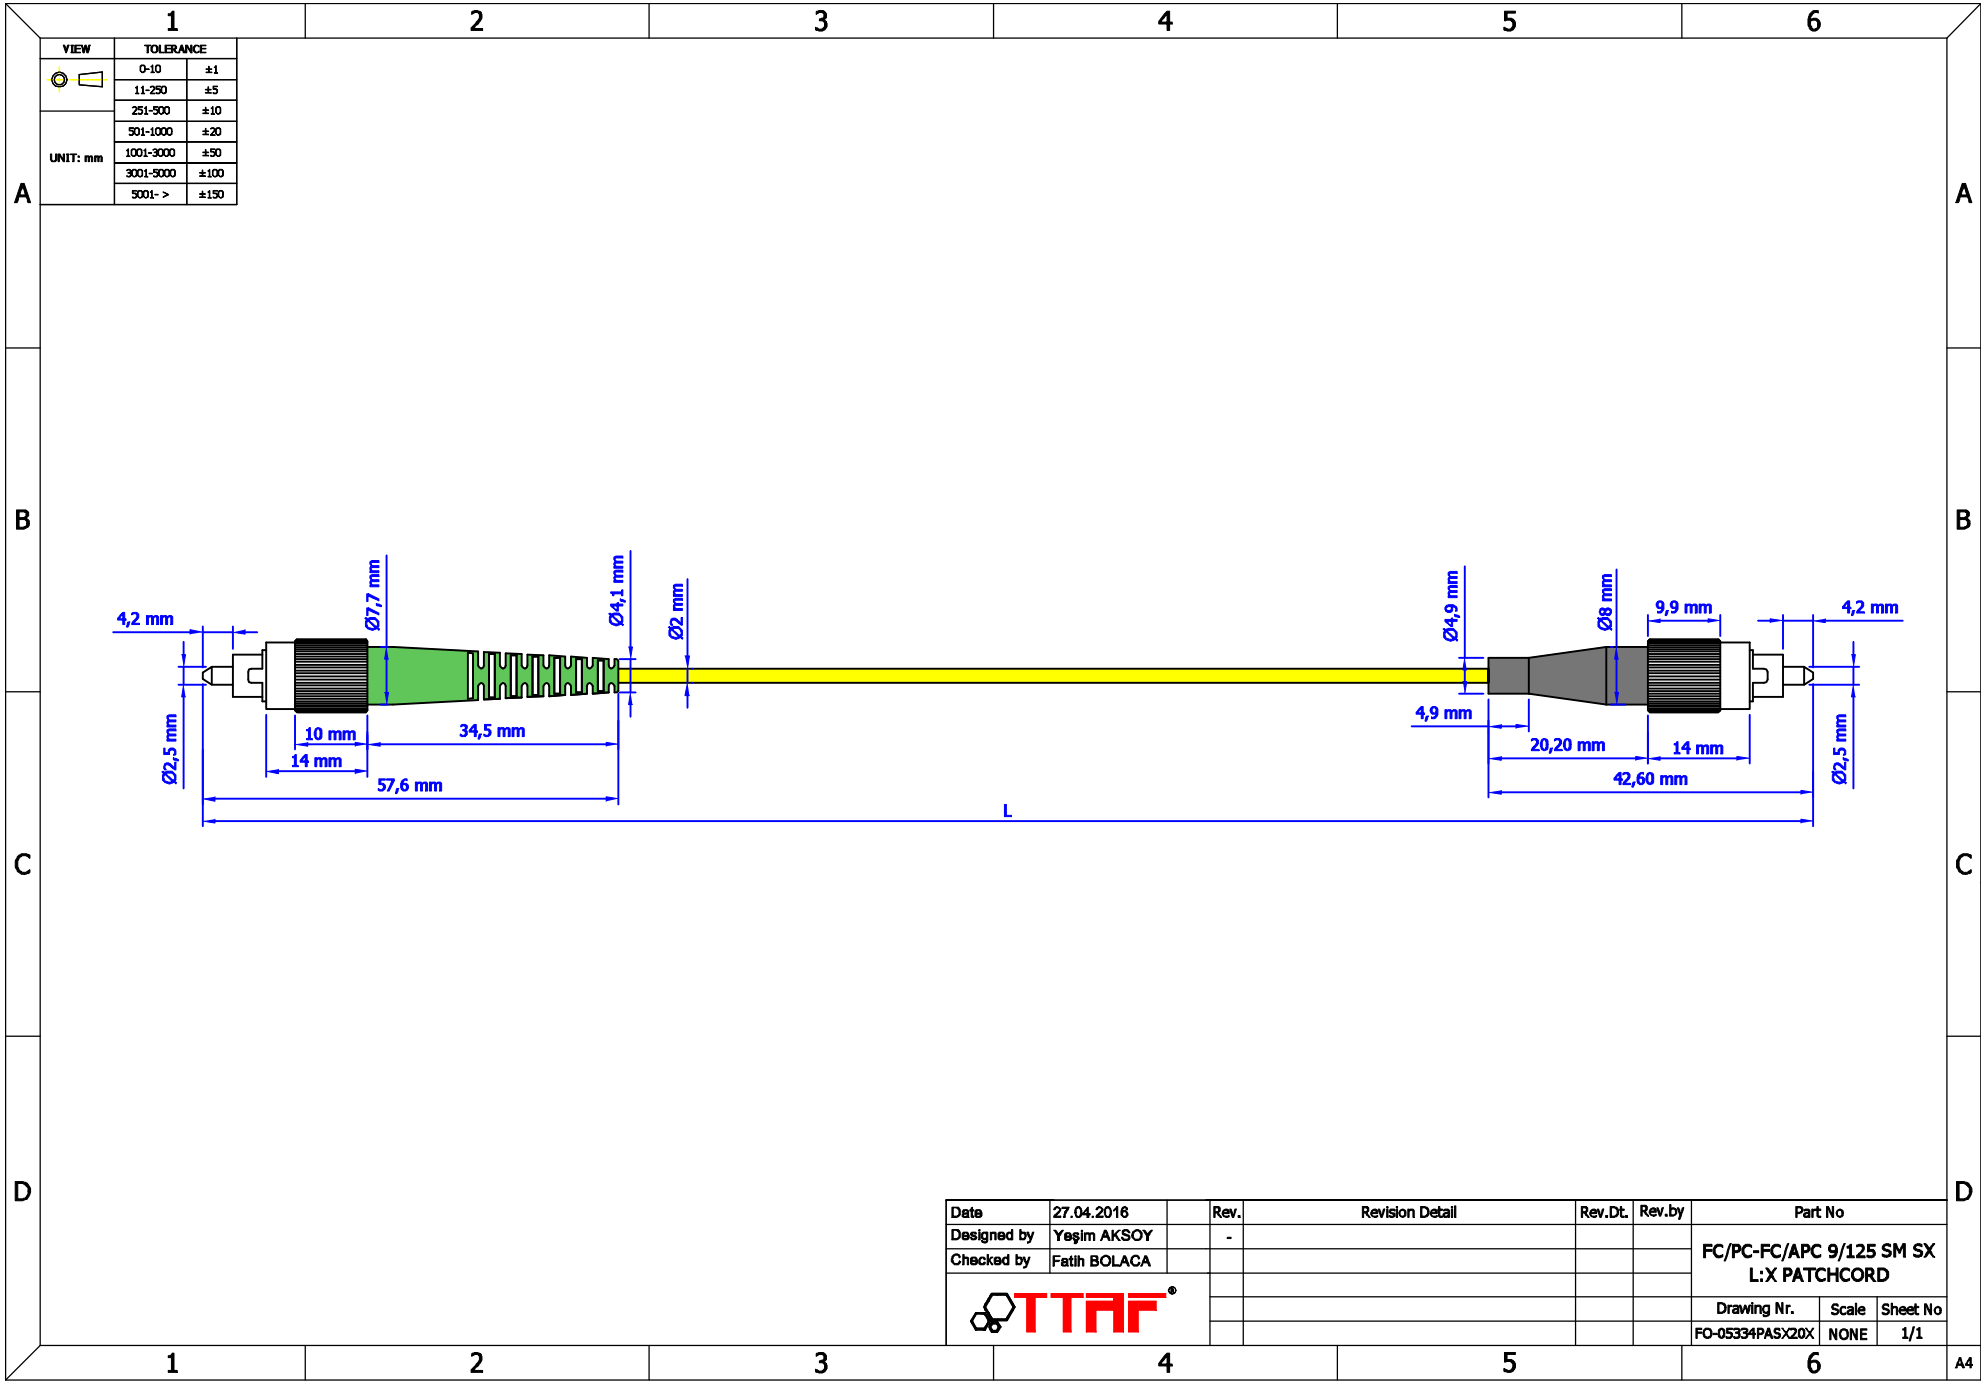 1 2 3 4 5 6
VIEW TOLERANCE
0-10 ±1
11-250 ±5
251-500 ±10
501-1000 ±20
UNIT: mm 1001-3000 ±50
3001-5000 ±100
5001- > ±150
A A
B B
4,2 mm Ø7,7 mm Ø4,1 mm Ø2 mm Ø4,9 mm Ø8 mm 9,9 mm 4,2 mm
Ø2,5 mm 10 mm 34,5 mm 4,9 mm 20,20 mm 14 mm Ø2,5 mm
14 mm
57,6 mm 42,60 mm
L
C C
D D
Date 27.04.2016 Rev. Revision Detail Rev.Dt. Rev.by Part No
Designed by Yeşim AKSOY -
Checked by Fatih BOLACA
FC/PC-FC/APC 9/125 SM SX
L:X PATCHCORD
TTAF®
Drawing Nr. Scale Sheet No
FO-05334PASX20X NONE 1/1
1 2 3 4 5 6 A4